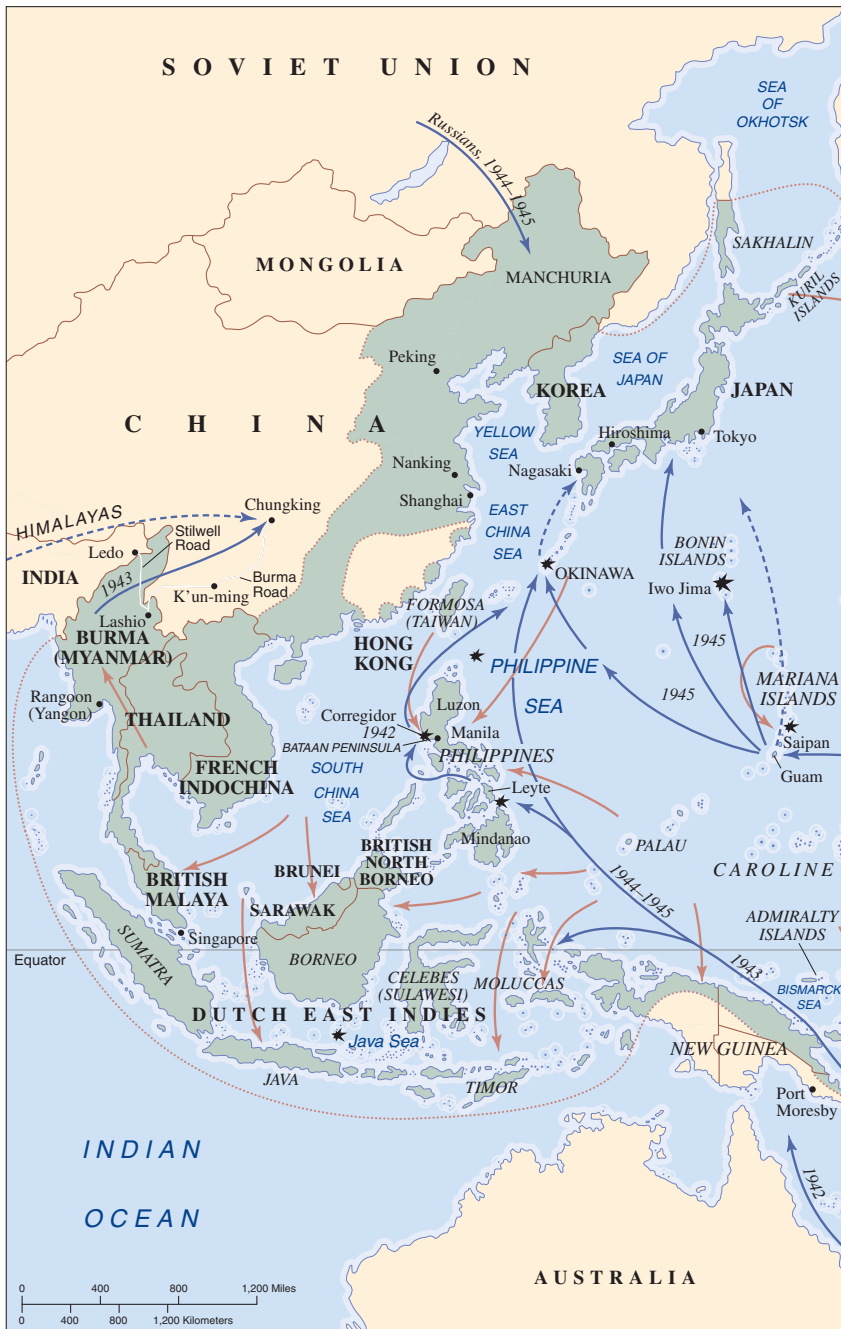 SOVIET UNION
SEA
OF
OKHOTSK
Russians, 1944–1945
SAKHALIN
MONGOLIA
MANCHURIA
KURIL
ISLANDS
Peking
SEA OF
JAPAN
KOREA
JAPAN
CHINA
YELLOW
SEA
Hiroshima
Tokyo
Nanking
Nagasaki
Shanghai
Chungking
EAST
CHINA
SEA
HIMALAYAS
Stilwell
Road
Ledo
BONIN
ISLANDS
INDIA
1943
Burma
Road
OKINAWA
Iwo Jima
K'un-ming
FORMOSA
(TAIWAN)
Lashio
BURMA
(MYANMAR)
HONG
KONG
1945
PHILIPPINE
SEA
MARIANA
ISLANDS
1945
Rangoon
(Yangon)
Luzon
THAILAND
Corregidor
1942
Manila
Saipan
BATAAN PENINSULA
PHILIPPINES
FRENCH
INDOCHINA
SOUTH
CHINA
SEA
Guam
Leyte
Mindanao
PALAU
BRITISH
NORTH
BORNEO
BRUNEI
CAROLINE
BRITISH
MALAYA
1944–1945
SARAWAK
ADMIRALTY
ISLANDS
Singapore
SUMATRA
Equator
BORNEO
1943
CELEBES
(SULAWESI)
MOLUCCAS
BISMARCK
SEA
DUTCH EAST INDIES
Java Sea
NEW GUINEA
JAVA
TIMOR
Port
Moresby
INDIAN
OCEAN
1942
AUSTRALIA
0 400 800 1,200 Miles
0 400 800 1,200 Kilometers